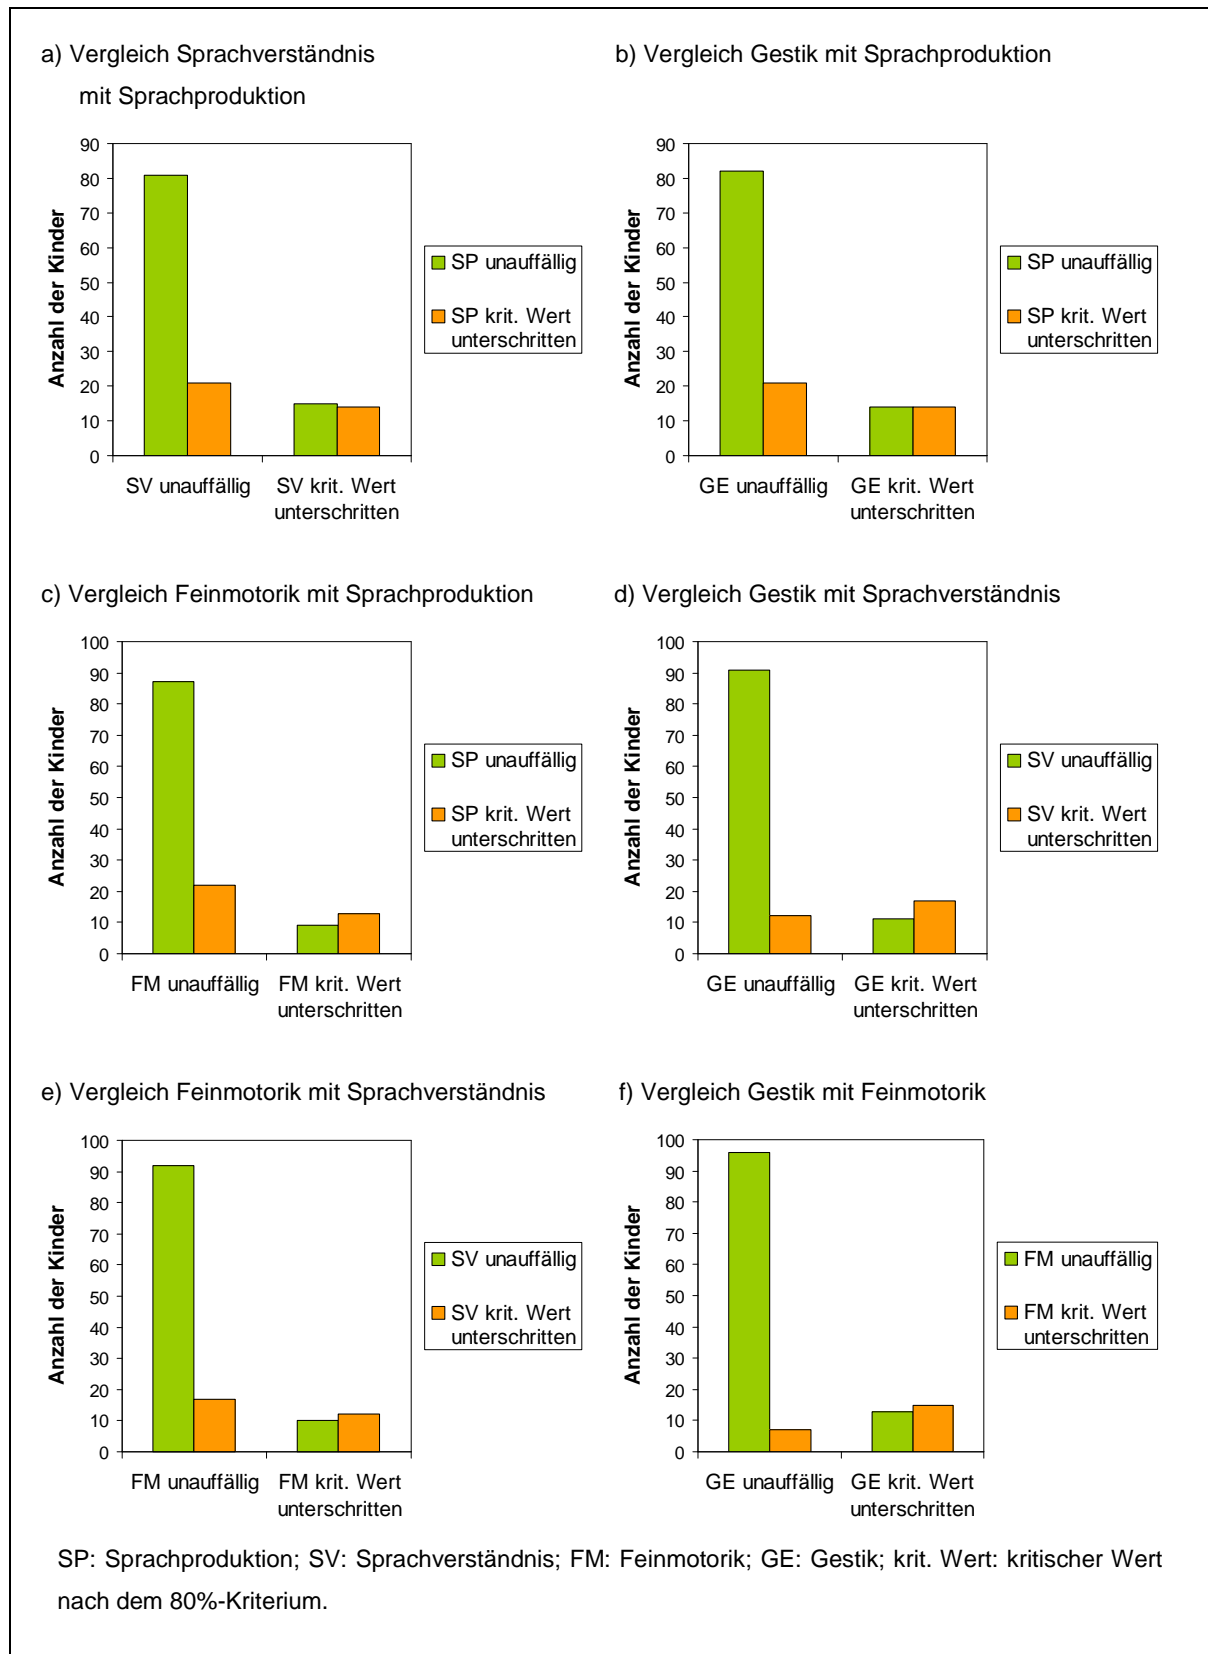 a) Vergleich Sprachverständnis
mit Sprachproduktion
90
80
70
60
50
40
30
20
10
0
Anzahl der Kinder
SV unauffällig
SV krit. Wert
unterschritten
SP unauffällig
SP krit. Wert
unterschritten
b) Vergleich Gestik mit Sprachproduktion
90
80
70
60
50
40
30
20
10
0
Anzahl der Kinder
GE unauffällig
GE krit. Wert
unterschritten
SP unauffällig
SP krit. Wert
unterschritten
c) Vergleich Feinmotorik mit Sprachproduktion
100
90
80
70
60
50
40
30
20
10
0
Anzahl der Kinder
FM unauffällig
FM krit. Wert
unterschritten
SP unauffällig
SP krit. Wert
unterschritten
d) Vergleich Gestik mit Sprachverständnis
100
90
80
70
60
50
40
30
20
10
0
Anzahl der Kinder
GE unauffällig
GE krit. Wert
unterschritten
SV unauffällig
SV krit. Wert
unterschritten
e) Vergleich Feinmotorik mit Sprachverständnis
100
90
80
70
60
50
40
30
20
10
0
Anzahl der Kinder
FM unauffällig
FM krit. Wert
unterschritten
SV unauffällig
SV krit. Wert
unterschritten
f) Vergleich Gestik mit Feinmotorik
100
90
80
70
60
50
40
30
20
10
0
Anzahl der Kinder
GE unauffällig
GE krit. Wert
unterschritten
FM unauffällig
FM krit. Wert
unterschritten
SP: Sprachproduktion; SV: Sprachverständnis; FM: Feinmotorik; GE: Gestik; krit. Wert: kritischer Wert
nach dem 80%-Kriterium.